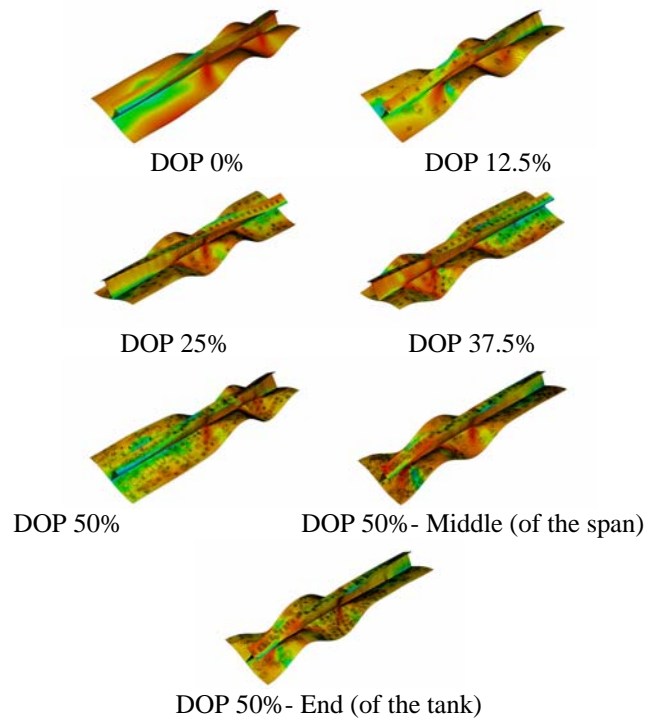 DOP 0%
DOP 12.5%
DOP 25%
DOP 37.5%
DOP 50%
DOP 50%- Middle (of the span)
DOP 50%- End (of the tank)